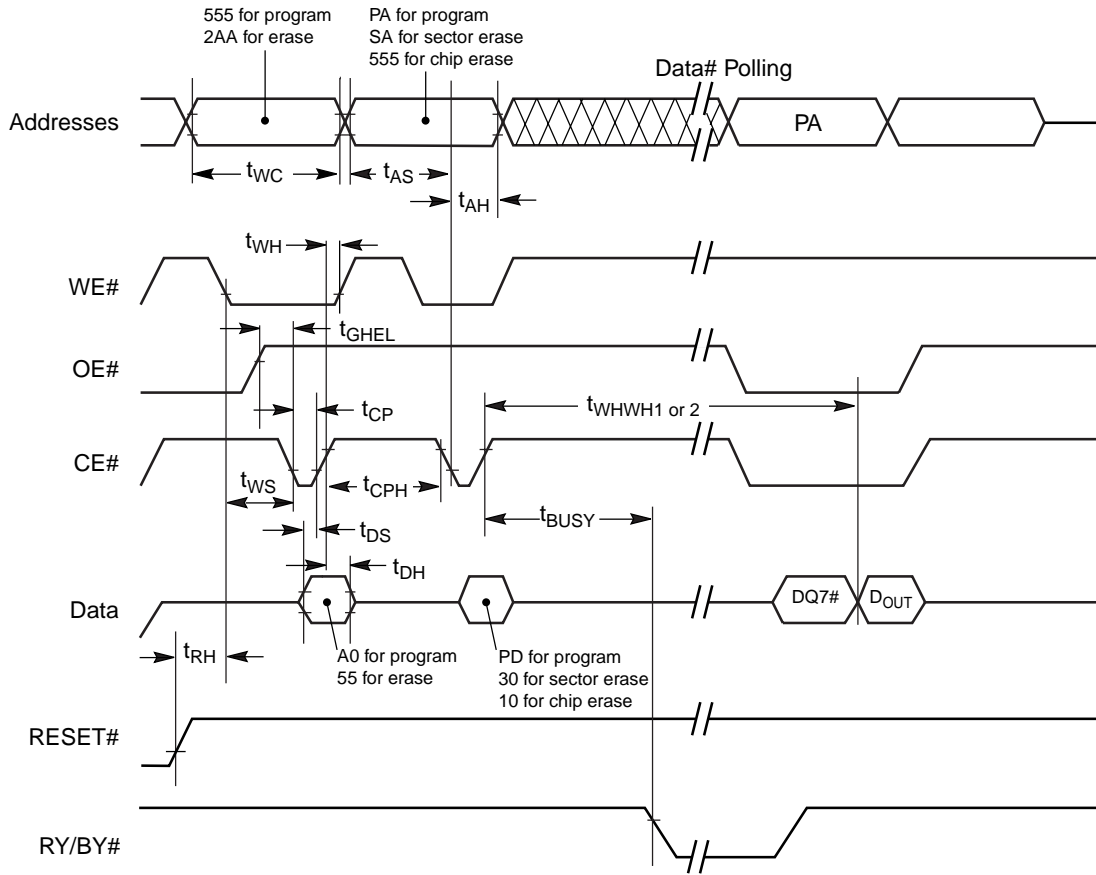 555 for program
2AA for erase
PA for program
SA for sector erase
555 for chip erase
Data# Polling
Addresses
PA
tWC
tAS
tAH
tWH
WE#
tGHEL
OE#
tWHWH1 or 2
tCP
CE#
tWS
tCPH
tBUSY
tDS
tDH
Data
DQ7#
DOUT
tRH
A0 for program
55 for erase
PD for program
30 for sector erase
10 for chip erase
RESET#
RY/BY#